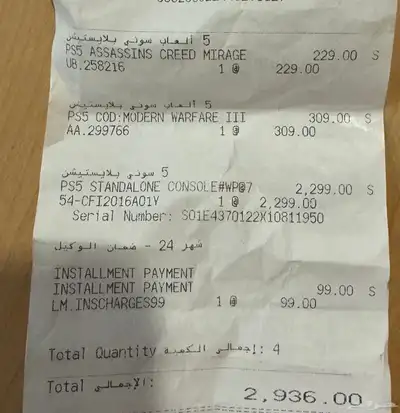 5 ألعاب سوني بلايستيشن
PS5 ASSASSINS CREED MIRAGE 229.00 S
UB.258216 1 @ 229.00
5 ألعاب سوني بلايستيشن
PS5 COD:MODERN WARFARE III 309.00 S
AA.299766 1 @ 309.00
5 سوني بلايستيشن
PS5 STANDALONE CONSOLE#WP@7 2,299.00 S
54-CFI2016A01Y 1 @ 2,299.00
Serial Number: S01E4370122X10811950
شهر 24 - ضمان الوكيل
INSTALLMENT PAYMENT
INSTALLMENT PAYMENT 99.00 S
LM.INSCHARGES99 1 @ 99.00
Total Quantity إجمالي الكمية: 4
Total الإجمالي: 2,936.00